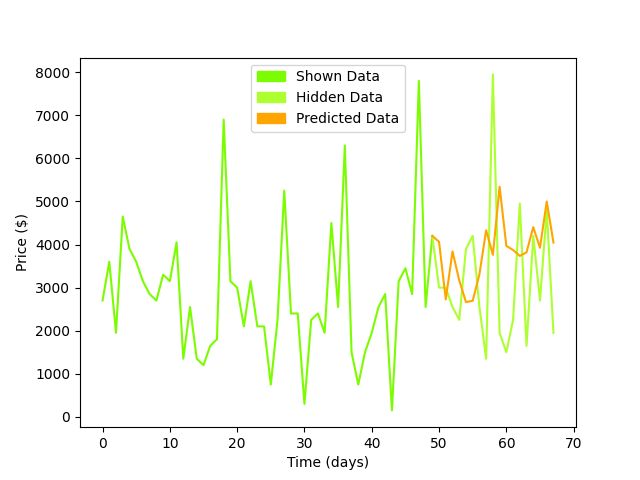 8000
7000
6000
5000
4000
3000
2000
1000
0
Price ($)
Shown Data
Hidden Data
Predicted Data
0 10 20 30 40 50 60 70
Time (days)